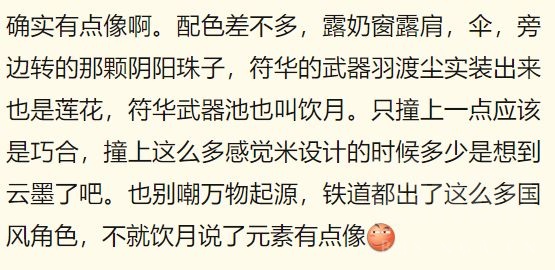 确实有点像啊。配色差不多，露奶窗露肩，伞，旁
边转的那颗阴阳珠子，符华的武器羽渡尘实装出来
也是莲花，符华武器池也叫饮月。只撞上一点应该
是巧合，撞上这么多感觉米设计的时候多少是想到
云墨了吧。也别嘲万物起源，铁道都出了这么多国
风角色，不就饮月说了元素有点像